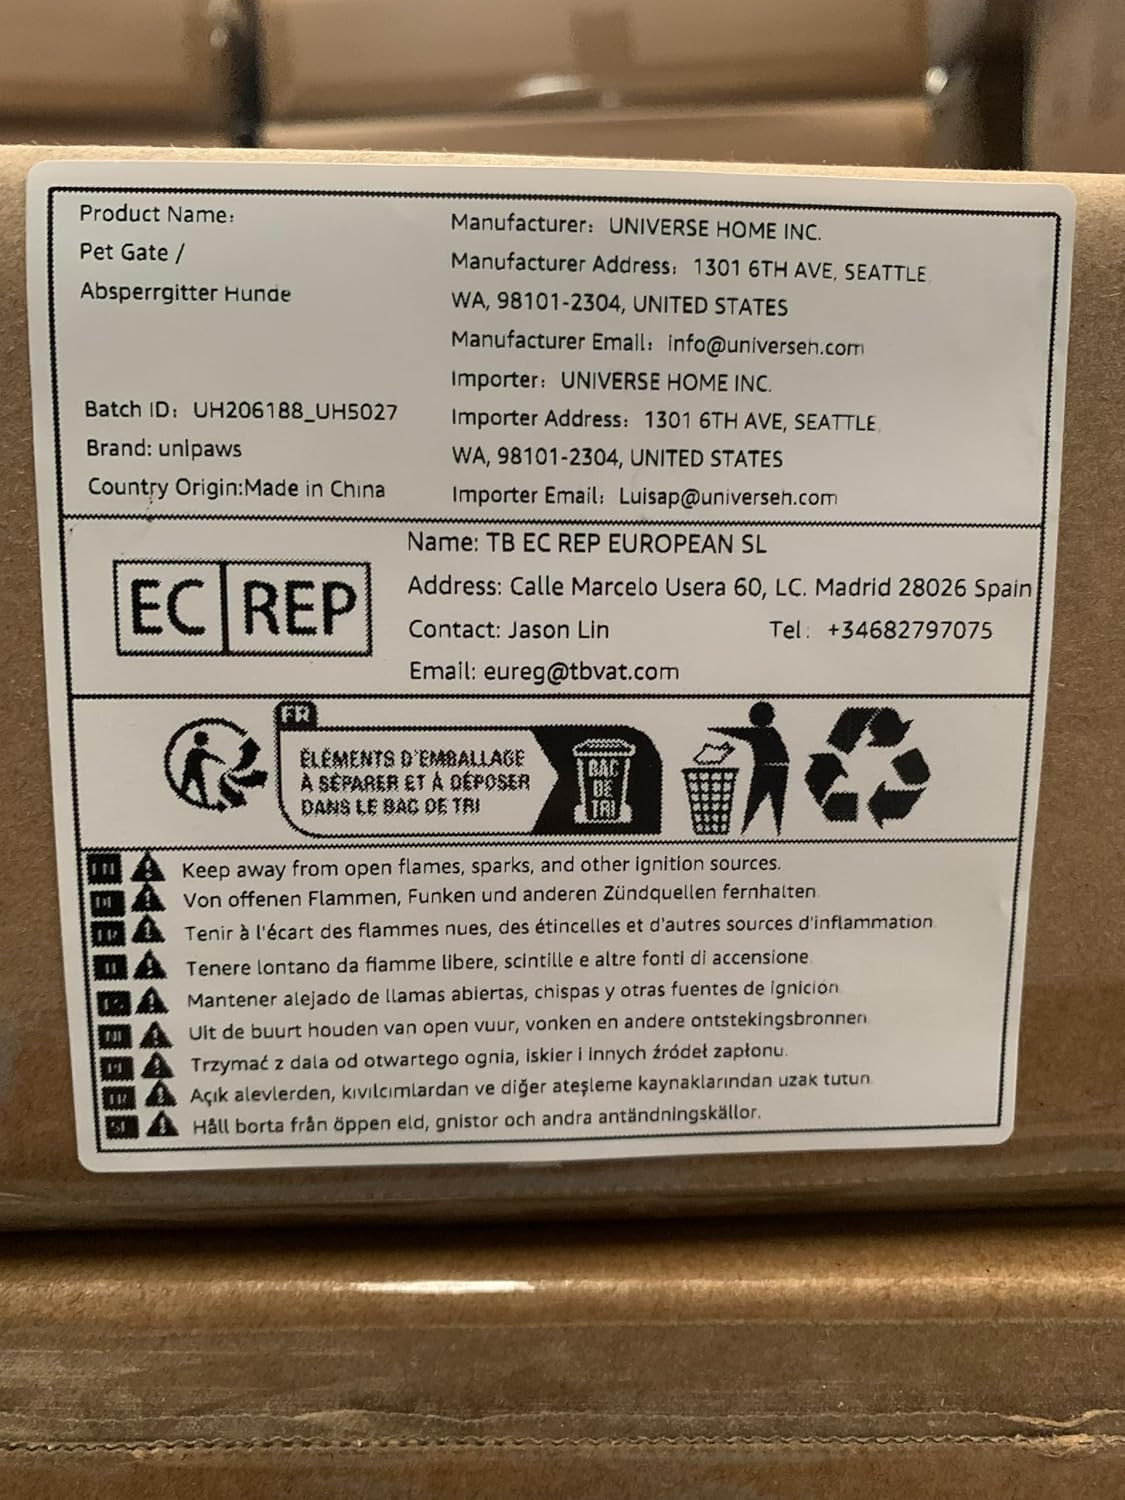 Product Name:
Pet Gate /
Absperrgitter Hunde
Batch ID: UH206188_UH5027
Brand: unipaws
Country Origin:Made in China
Manufacturer: UNIVERSE HOME INC.
Manufacturer Address: 1301 6TH AVE, SEATTLE,
WA, 98101-2304, UNITED STATES
Manufacturer Email: info@universeh.com
Importer: UNIVERSE HOME INC.
Importer Address: 1301 6TH AVE, SEATTLE,
WA, 98101-2304, UNITED STATES
Importer Email: Luisap@universeh.com
EC REP
Name: TB EC REP EUROPEAN SL
Address: Calle Marcelo Usera 60, LC. Madrid 28026 Spain
Contact: Jason Lin Tel: +34682797075
Email: eureg@tbvat.com
FR
ÉLÉMENTS D'EMBALLAGE
À SÉPARER ET À DÉPOSER
DANS LE BAC DE TRI
BAC
DE
TRI
EN Keep away from open flames, sparks, and other ignition sources.
Von offenen Flammen, Funken und anderen Zündquellen fernhalten.
FR Tenir à l'écart des flammes nues, des étincelles et d'autres sources d'inflammation.
IT Tenere lontano da fiamme libere, scintille e altre fonti di accensione.
Mantener alejado de llamas abiertas, chispas y otras fuentes de ignición.
Uit de buurt houden van open vuur, vonken en andere ontstekingsbronnen.
Trzymać z dala od otwartego ognia, iskier i innych źródeł zapłonu.
Açık alevlerden, kıvılcımlardan ve diğer ateşleme kaynaklarından uzak tutun.
Håll borta från öppen eld, gnistor och andra antändningskällor.